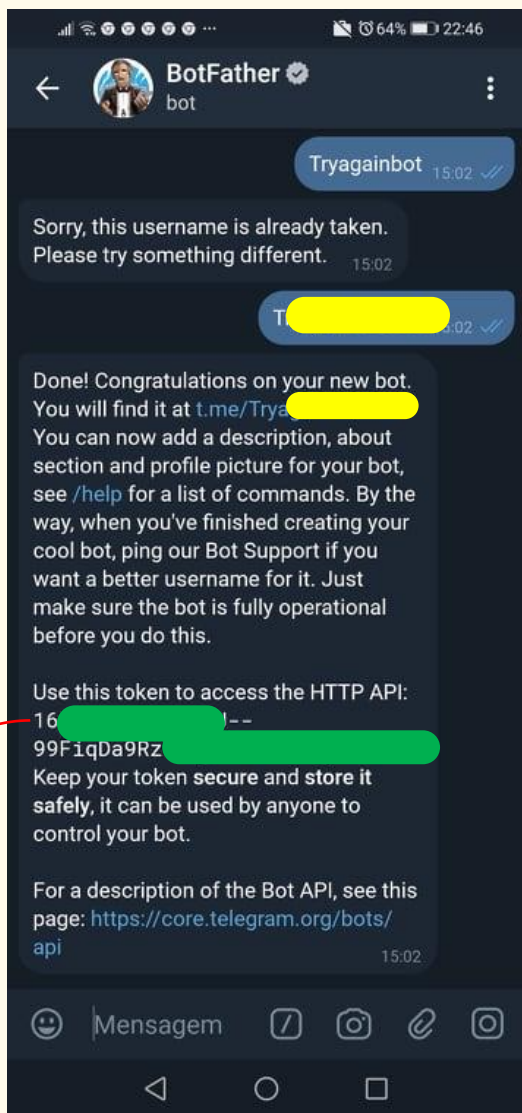 64% 22:46
BotFather
bot
Tryagainbot 15:02
Sorry, this username is already taken.
Please try something different. 15:02
Done! Congratulations on your new bot.
You will find it at t.me/Trya
You can now add a description, about
section and profile picture for your bot,
see /help for a list of commands. By the
way, when you've finished creating your
cool bot, ping our Bot Support if you
want a better username for it. Just
make sure the bot is fully operational
before you do this.
Use this token to access the HTTP API:
16 --
99FiqDa9Rz
Keep your token secure and store it
safely, it can be used by anyone to
control your bot.
For a description of the Bot API, see this
page: https://core.telegram.org/bots/
api 15:02
Mensagem